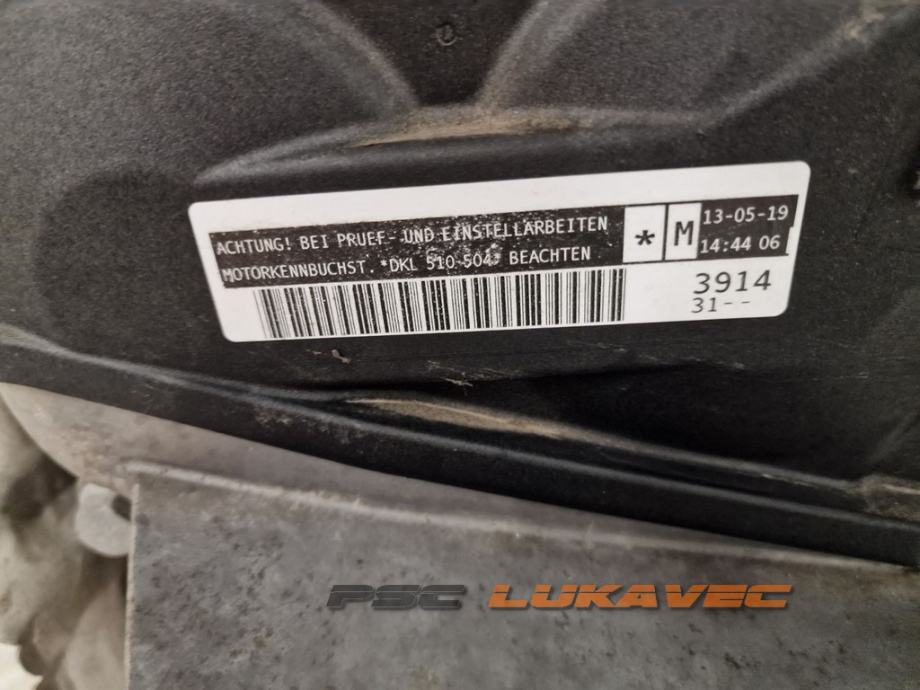 ACHTUNG! BEI PRUEF- UND EINSTELLARBEITEN
MOTORKENNBUCHST. *DKL 510 504* BEACHTEN
*
M
13-05-19
14:44 06
3914
31--
PSC LUKAVEC